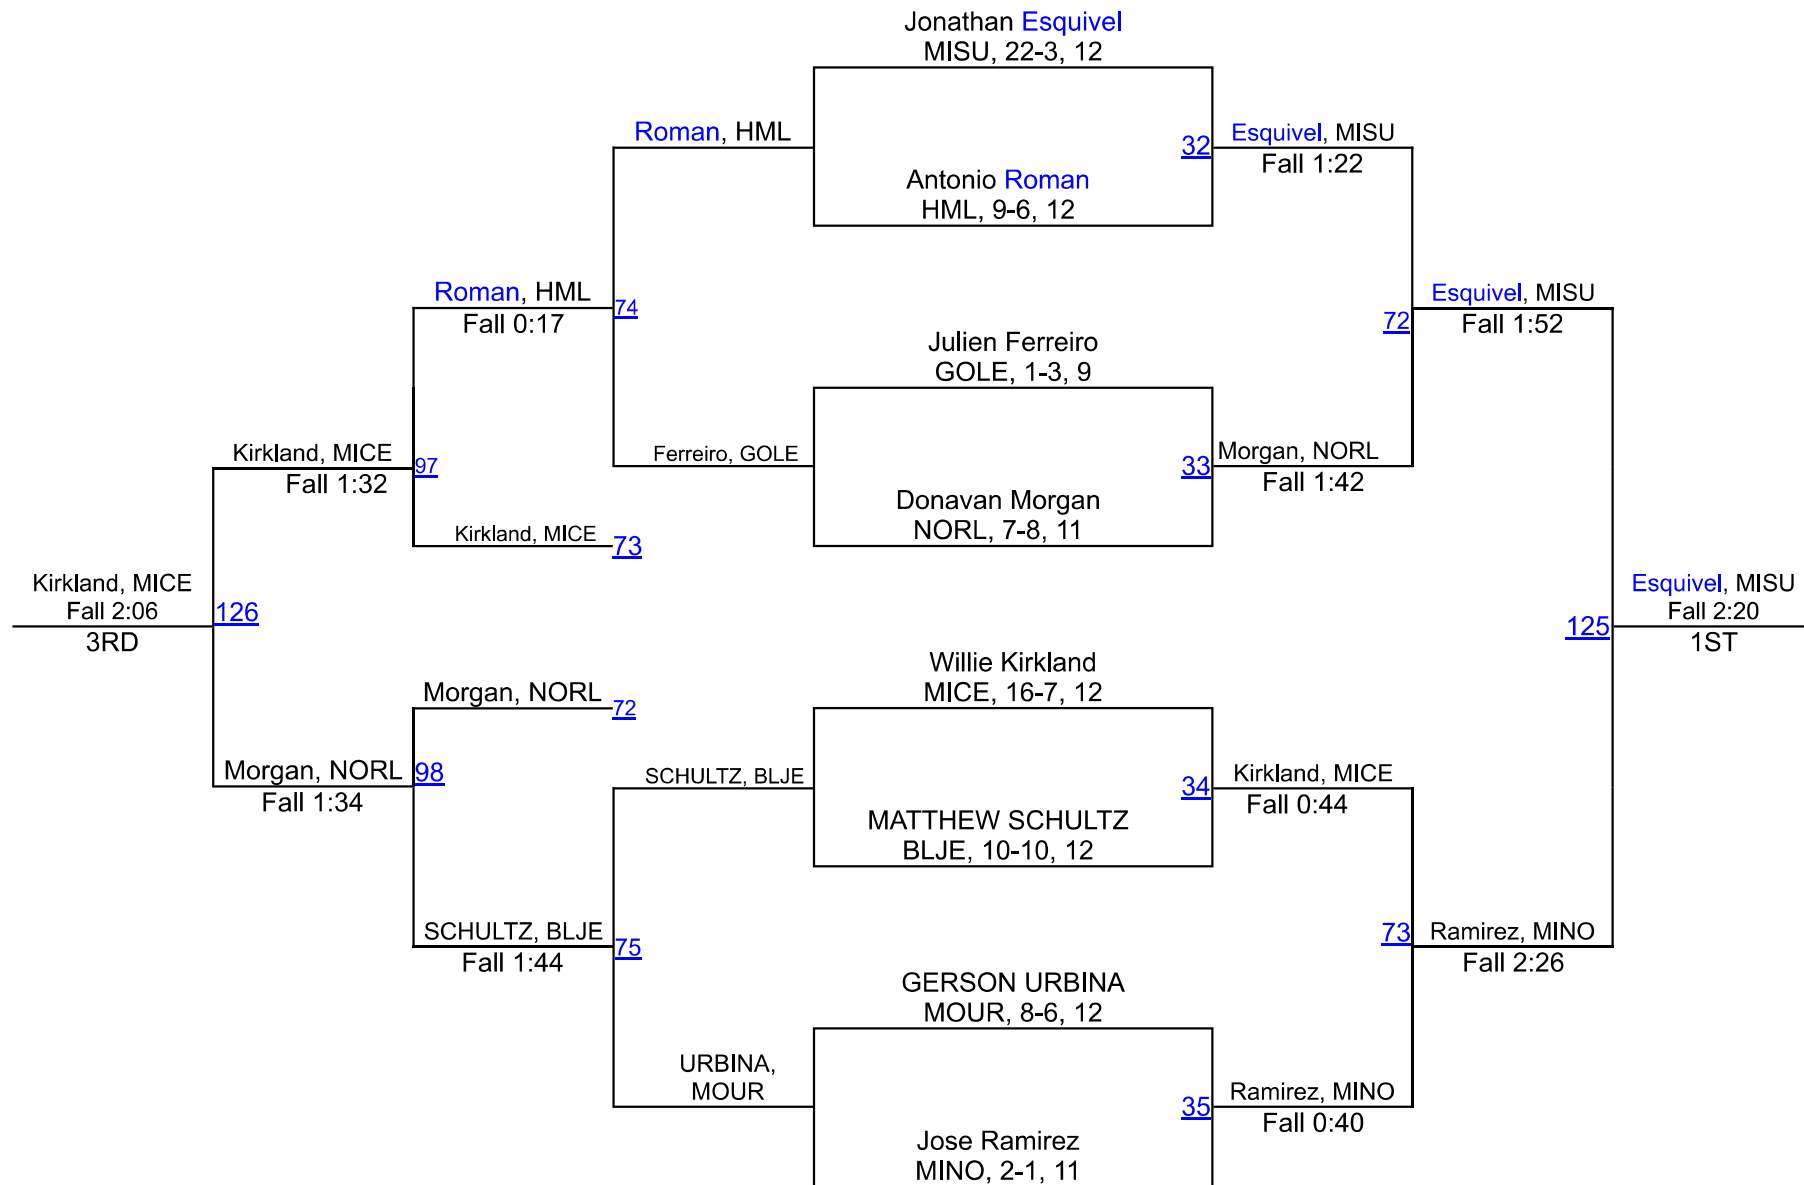 Jonathan Esquivel
MISU, 22-3, 12
Roman, HML
32
Esquivel, MISU
Fall 1:22
Antonio Roman
HML, 9-6, 12
Roman, HML
Fall 0:17
74
72
Esquivel, MISU
Fall 1:52
Julien Ferreiro
GOLE, 1-3, 9
Kirkland, MICE
Fall 1:32
97
Ferreiro, GOLE
33
Morgan, NORL
Fall 1:42
Donavan Morgan
NORL, 7-8, 11
Kirkland, MICE
73
Kirkland, MICE
Fall 2:06
3RD
126
125
Esquivel, MISU
Fall 2:20
1ST
Willie Kirkland
MICE, 16-7, 12
Morgan, NORL
72
Morgan, NORL
Fall 1:34
98
SCHULTZ, BLJE
34
Kirkland, MICE
Fall 0:44
MATTHEW SCHULTZ
BLJE, 10-10, 12
SCHULTZ, BLJE
Fall 1:44
75
73
Ramirez, MINO
Fall 2:26
GERSON URBINA
MOUR, 8-6, 12
URBINA,
MOUR
35
Ramirez, MINO
Fall 0:40
Jose Ramirez
MINO, 2-1, 11